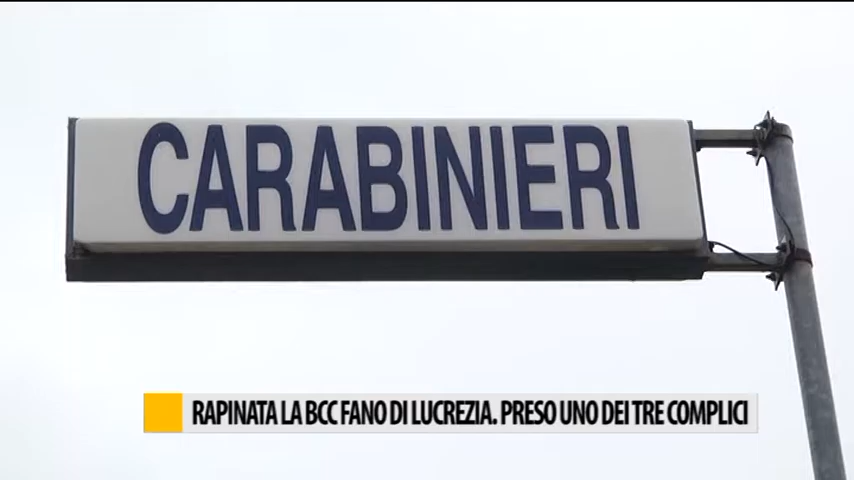 CARABINIERI
RAPINATA LA BCC FANO DI LUCREZIA. PRESO UNO DEI TRE COMPLICI